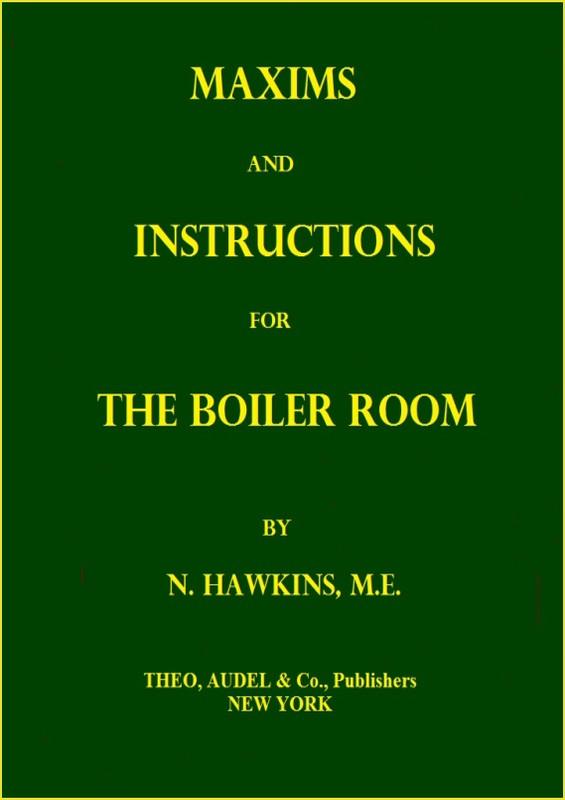 MAXIMS
AND
INSTRUCTIONS
FOR
THE BOILER ROOM
BY
N. HAWKINS, M.E.
THEO, AUDEL & Co., Publishers
NEW YORK